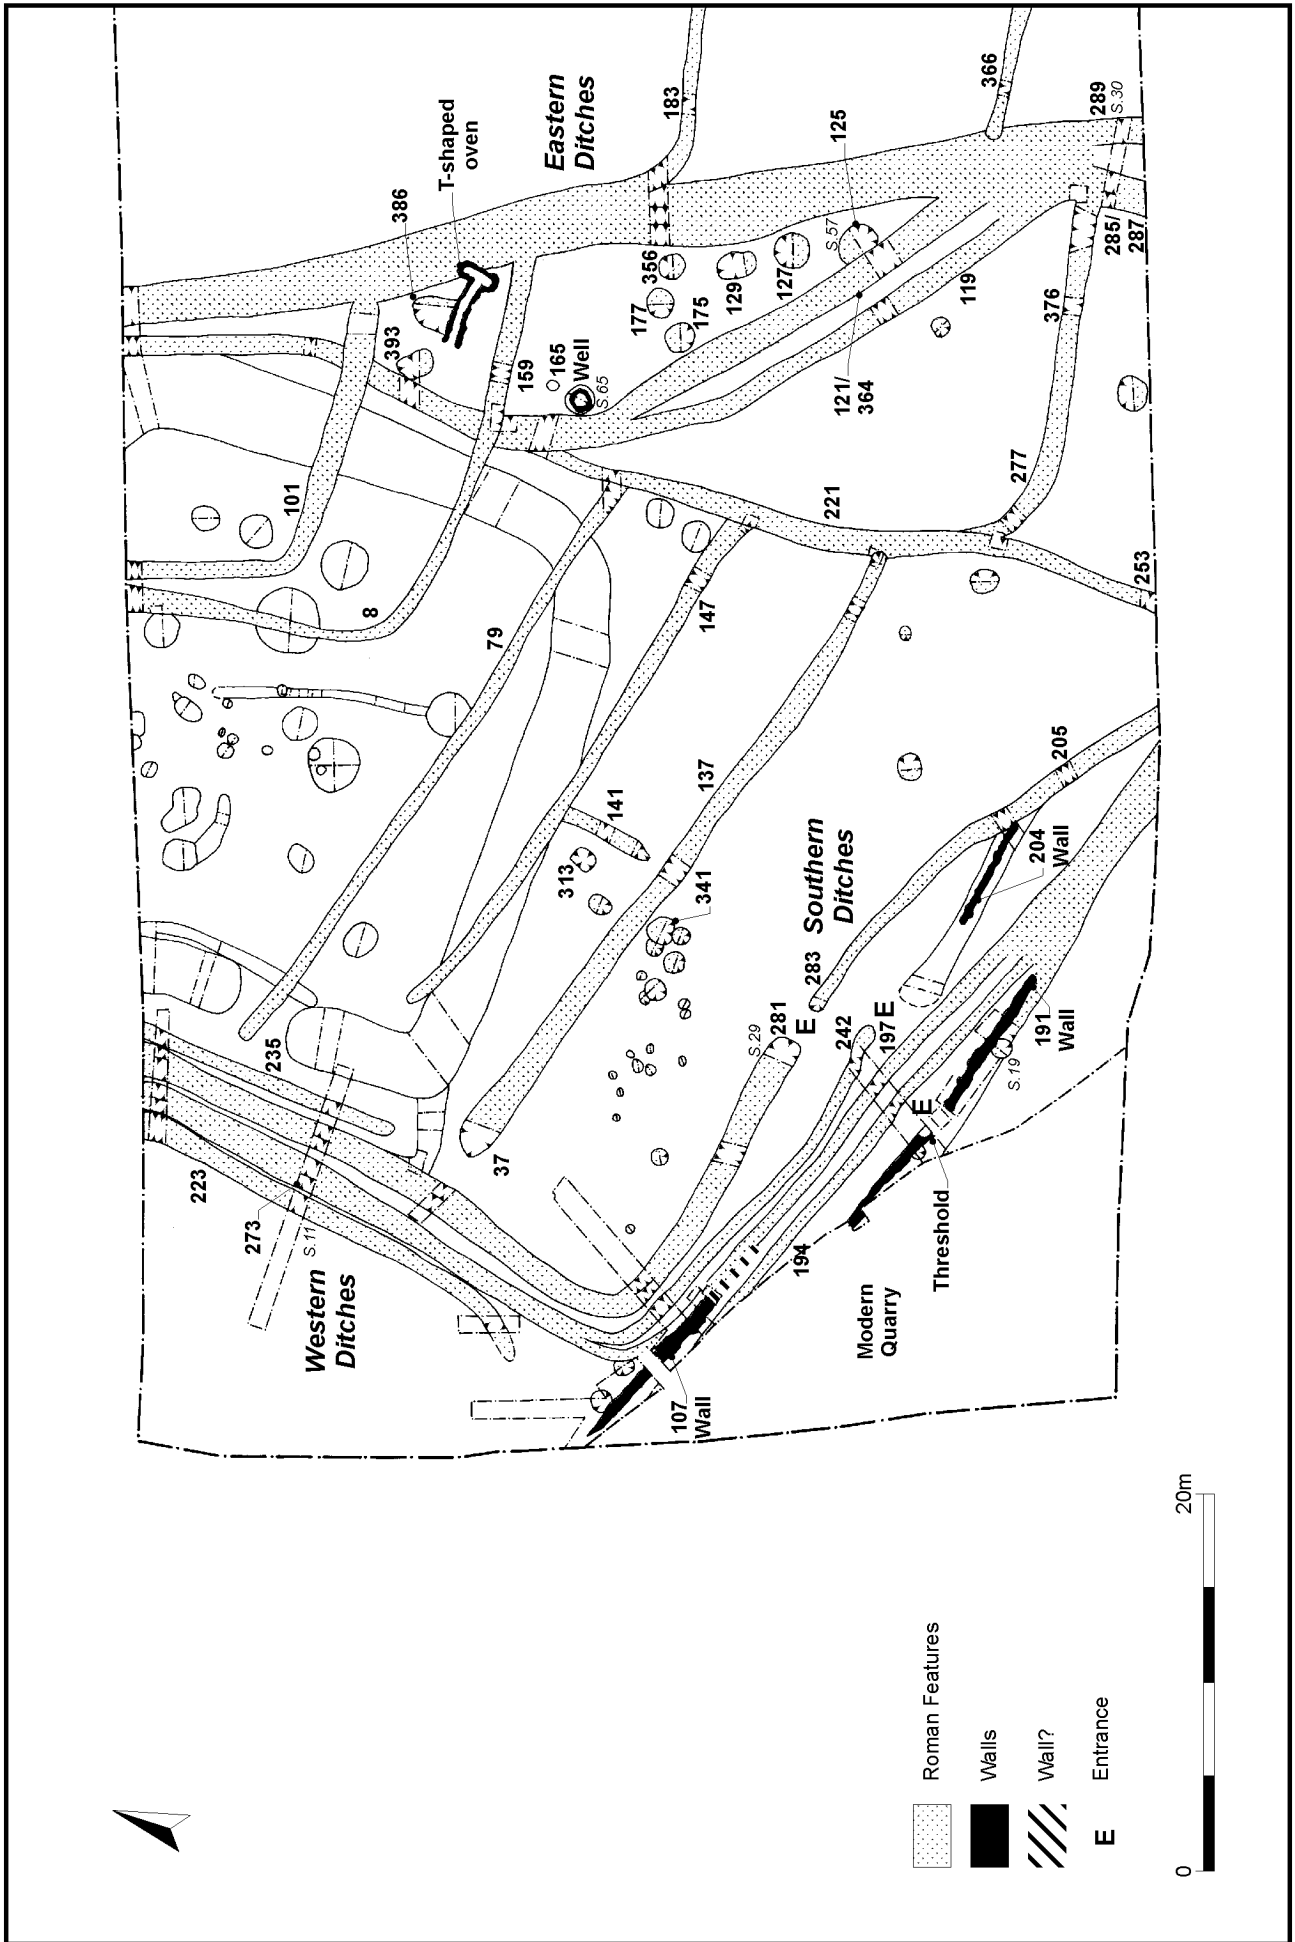 Western
Ditches
Southern
Ditches
Eastern
Ditches
T-shaped
oven
386
393
101
8
79
235
223
273
S.11
37
147
141
313
137
341
159
165
Well
S.65
183
356
177
175
129
127
S.57
125
121/
364
119
366
289
S.30
285/
287
376
277
221
253
205
204
Wall
283
281
S.29
E
242
197
E
E
191
Wall
S.19
Threshold
194
107
Wall
Modern
Quarry
Roman Features
Walls
Wall?
E
Entrance
0
20m